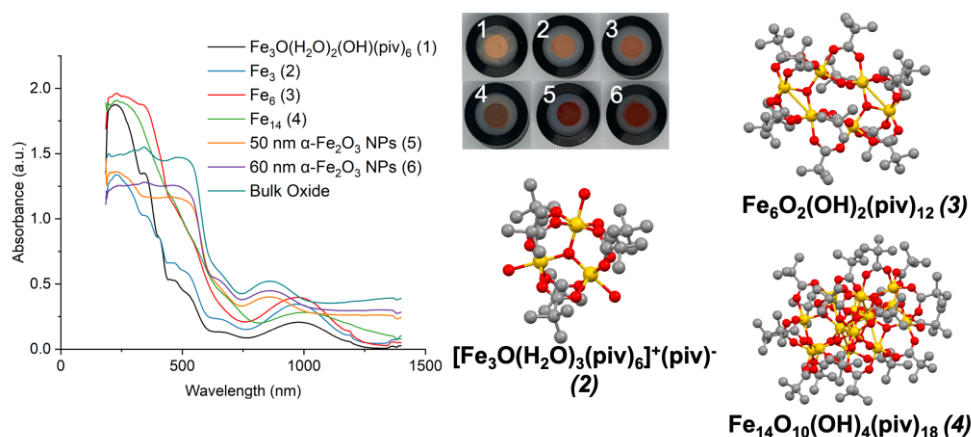 Fe₃O(H₂O)₂(OH)(piv)₆ (1)
Fe₃ (2)
Fe₆ (3)
Fe₁₄ (4)
50 nm α-Fe₂O₃ NPs (5)
60 nm α-Fe₂O₃ NPs (6)
Bulk Oxide
Absorbance (a.u.)
2.0
1.5
1.0
0.5
0.0
0
500
1000
1500
Wavelength (nm)
1
2
3
4
5
6
[Fe₃O(H₂O)₃(piv)₆]⁺(piv)⁻
(2)
Fe₆O₂(OH)₂(piv)₁₂ (3)
Fe₁₄O₁₀(OH)₄(piv)₁₈ (4)